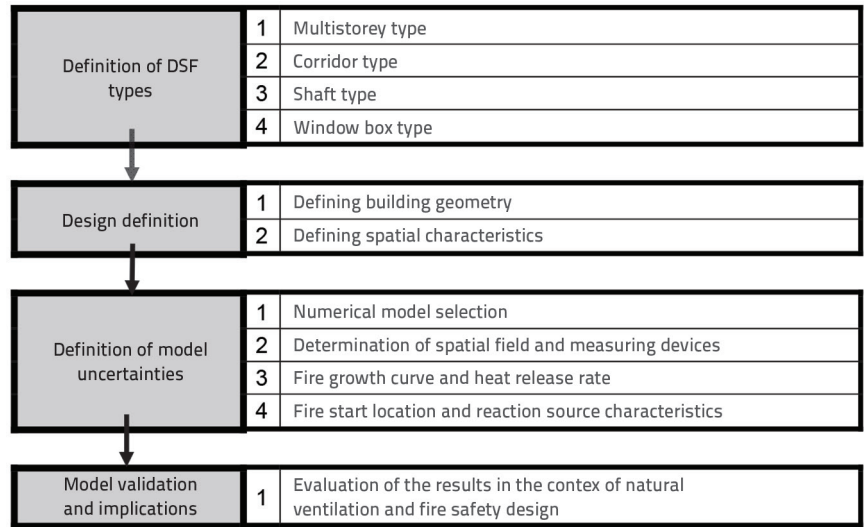 Definition of DSF
types
1 Multistorey type
2 Corridor type
3 Shaft type
4 Window box type
Design definition
1 Defining building geometry
2 Defining spatial characteristics
Definition of model
uncertainties
1 Numerical model selection
2 Determination of spatial field and measuring devices
3 Fire growth curve and heat release rate
4 Fire start location and reaction source characteristics
Model validation
and implications
1 Evaluation of the results in the contex of natural
ventilation and fire safety design